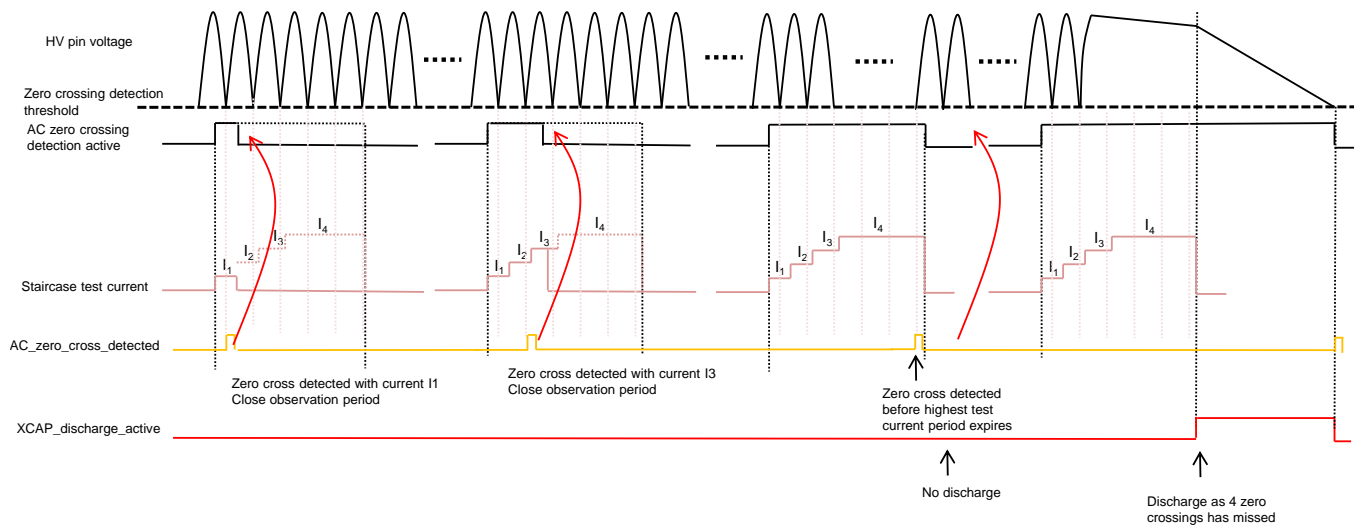 HV pin voltage
Zero crossing detection
threshold
AC zero crossing
detection active
I1
I2
I3
I4
I1
I2
I3
I4
I1
I2
I3
I4
I1
I2
I3
I4
Staircase test current
AC_zero_cross_detected
Zero cross detected with current I1
Close observation period
Zero cross detected with current I3
Close observation period
Zero cross detected
before highest test
current period expires
XCAP_discharge_active
No discharge
Discharge as 4 zero
crossings has missed